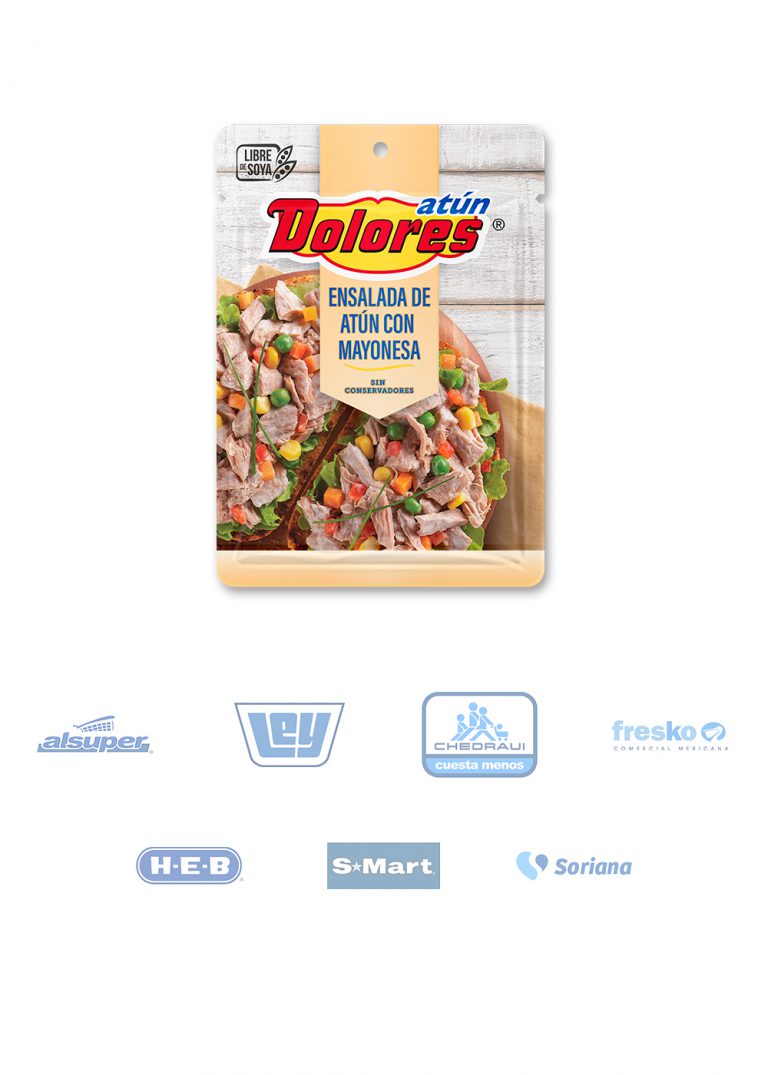 LIBRE
DE SOYA
atún
Dolores®
ENSALADA DE
ATÚN CON
MAYONESA
SIN
CONSERVADORES
alsuper®
Ley
CHEDRAUI
cuesta menos
fresko
COMERCIAL MEXICANA
H-E-B®
S★Mart
Soriana